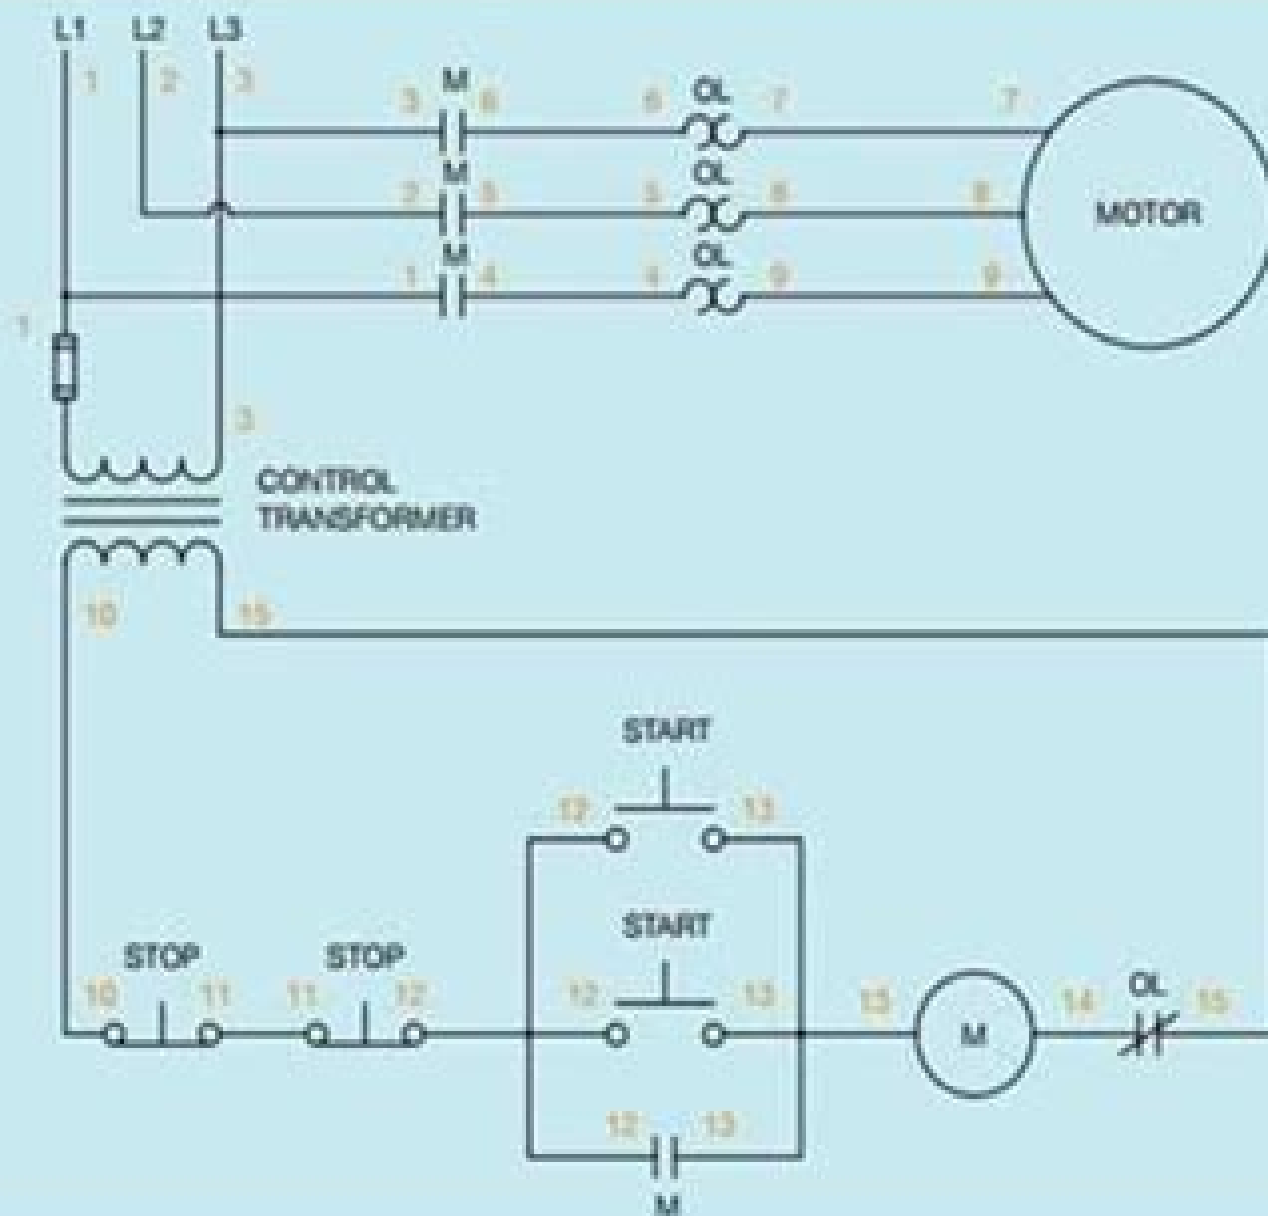 L1 L2 L3
1 2 3
M
3 6 6 OL 7 7
M OL
2 5 5 8 8
MOTOR
M OL
1 4 4 9 9
1
3
CONTROL
TRANSFORMER
10 15
START
12 13
START
STOP STOP
10 11 11 12 12 13 13 14 OL 15
M
12 13
M